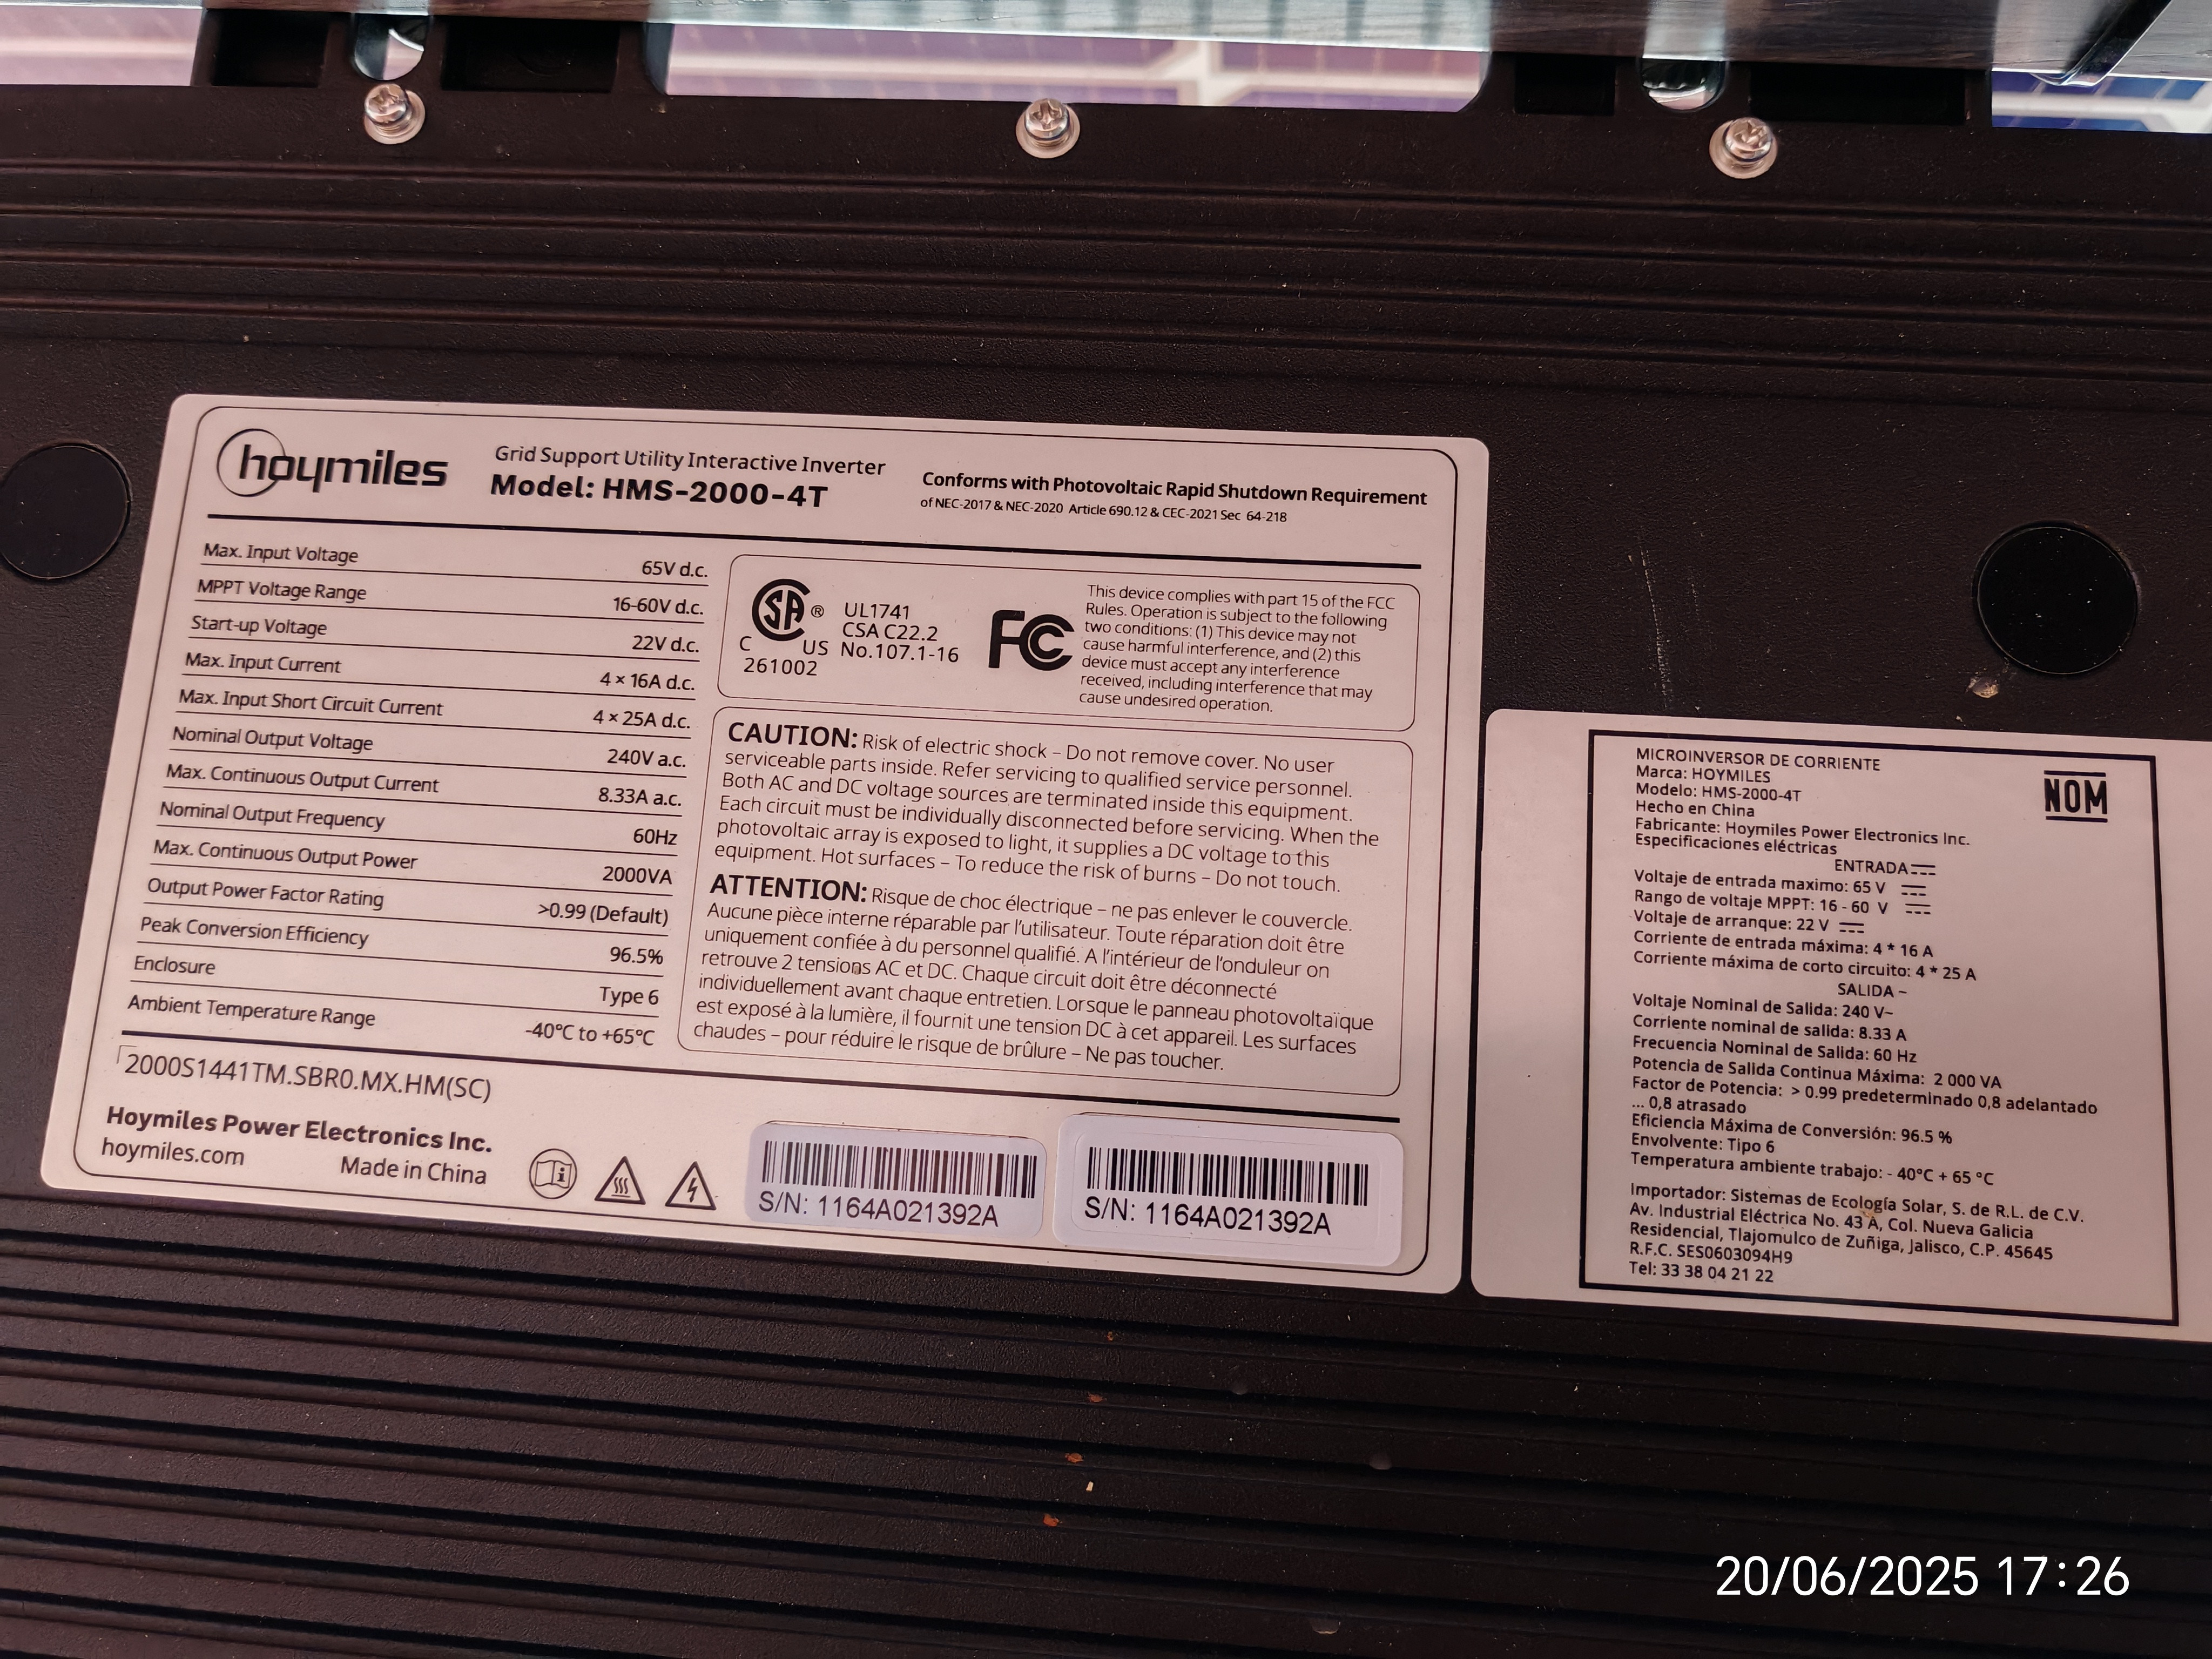 hoymiles
Grid Support Utility Interactive Inverter
Model: HMS-2000-4T
Conforms with Photovoltaic Rapid Shutdown Requirement
of NEC-2017 & NEC-2020 Article 690.12 & CEC-2021 Sec 64-218
Max. Input Voltage 65V d.c.
MPPT Voltage Range 16-60V d.c.
Start-up Voltage 22V d.c.
Max. Input Current 4 × 16A d.c.
Max. Input Short Circuit Current 4 × 25A d.c.
Nominal Output Voltage 240V a.c.
Max. Continuous Output Current 8.33A a.c.
Nominal Output Frequency 60Hz
Max. Continuous Output Power 2000VA
Output Power Factor Rating >0.99 (Default)
Peak Conversion Efficiency 96.5%
Enclosure Type 6
Ambient Temperature Range -40°C to +65°C
SA ®
C US
261002
UL1741
CSA C22.2
No.107.1-16
FC
This device complies with part 15 of the FCC
Rules. Operation is subject to the following
two conditions: (1) This device may not
cause harmful interference, and (2) this
device must accept any interference
received, including interference that may
cause undesired operation.
CAUTION: Risk of electric shock – Do not remove cover. No user
serviceable parts inside. Refer servicing to qualified service personnel.
Both AC and DC voltage sources are terminated inside this equipment.
Each circuit must be individually disconnected before servicing. When the
photovoltaic array is exposed to light, it supplies a DC voltage to this
equipment. Hot surfaces – To reduce the risk of burns – Do not touch.
ATTENTION: Risque de choc électrique – ne pas enlever le couvercle.
Aucune pièce interne réparable par l'utilisateur. Toute réparation doit être
uniquement confiée à du personnel qualifié. A l'intérieur de l'onduleur on
retrouve 2 tensions AC et DC. Chaque circuit doit être déconnecté
individuellement avant chaque entretien. Lorsque le panneau photovoltaïque
est exposé à la lumière, il fournit une tension DC à cet appareil. Les surfaces
chaudes – pour réduire le risque de brûlure – Ne pas toucher.
2000S1441TM.SBR0.MX.HM(SC)
Hoymiles Power Electronics Inc.
hoymiles.com Made in China
S/N: 1164A021392A
S/N: 1164A021392A
MICROINVERSOR DE CORRIENTE
NOM
Marca: HOYMILES
Modelo: HMS-2000-4T
Hecho en China
Fabricante: Hoymiles Power Electronics Inc.
Especificaciones eléctricas
ENTRADA
Voltaje de entrada maximo: 65 V
Rango de voltaje MPPT: 16 - 60 V
Voltaje de arranque: 22 V
Corriente de entrada máxima: 4 * 16 A
Corriente máxima de corto circuito: 4 * 25 A
SALIDA ~
Voltaje Nominal de Salida: 240 V~
Corriente nominal de salida: 8.33 A
Frecuencia Nominal de Salida: 60 Hz
Potencia de Salida Continua Máxima: 2 000 VA
Factor de Potencia: > 0.99 predeterminado 0,8 adelantado
... 0,8 atrasado
Eficiencia Máxima de Conversión: 96.5 %
Envolvente: Tipo 6
Temperatura ambiente trabajo: - 40°C + 65 °C
Importador: Sistemas de Ecología Solar, S. de R.L. de C.V.
Av. Industrial Eléctrica No. 43 A, Col. Nueva Galicia
Residencial, Tlajomulco de Zuñiga, Jalisco, C.P. 45645
R.F.C. SES0603094H9
Tel: 33 38 04 21 22
20/06/2025 17:26